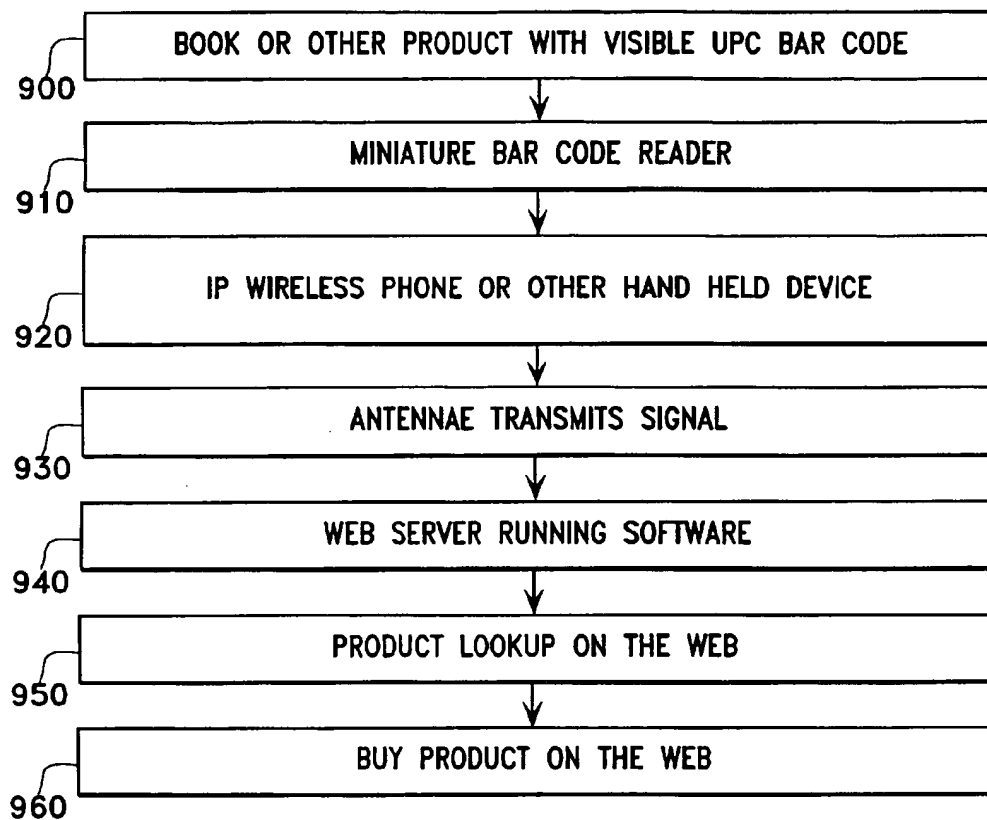 BOOK OR OTHER PRODUCT WITH VISIBLE UPC BAR CODE
900
MINIATURE BAR CODE READER
910
IP WIRELESS PHONE OR OTHER HAND HELD DEVICE
920
ANTENNAE TRANSMITS SIGNAL
930
WEB SERVER RUNNING SOFTWARE
940
PRODUCT LOOKUP ON THE WEB
950
BUY PRODUCT ON THE WEB
960